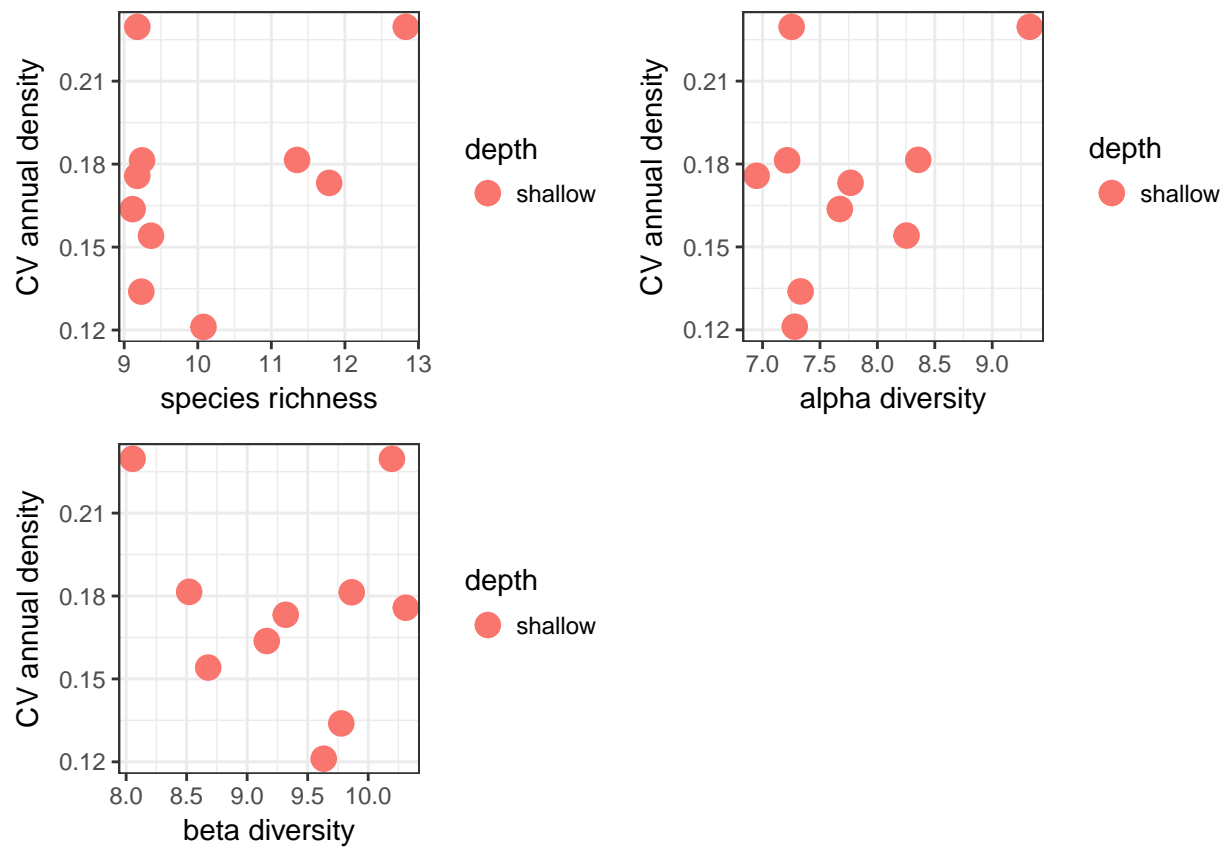 CV annual density
0.21
0.18
0.15
0.12
9 10 11 12 13
species richness
depth
shallow
CV annual density
0.21
0.18
0.15
0.12
7.0 7.5 8.0 8.5 9.0
alpha diversity
depth
shallow
CV annual density
0.21
0.18
0.15
0.12
8.0 8.5 9.0 9.5 10.0
beta diversity
depth
shallow